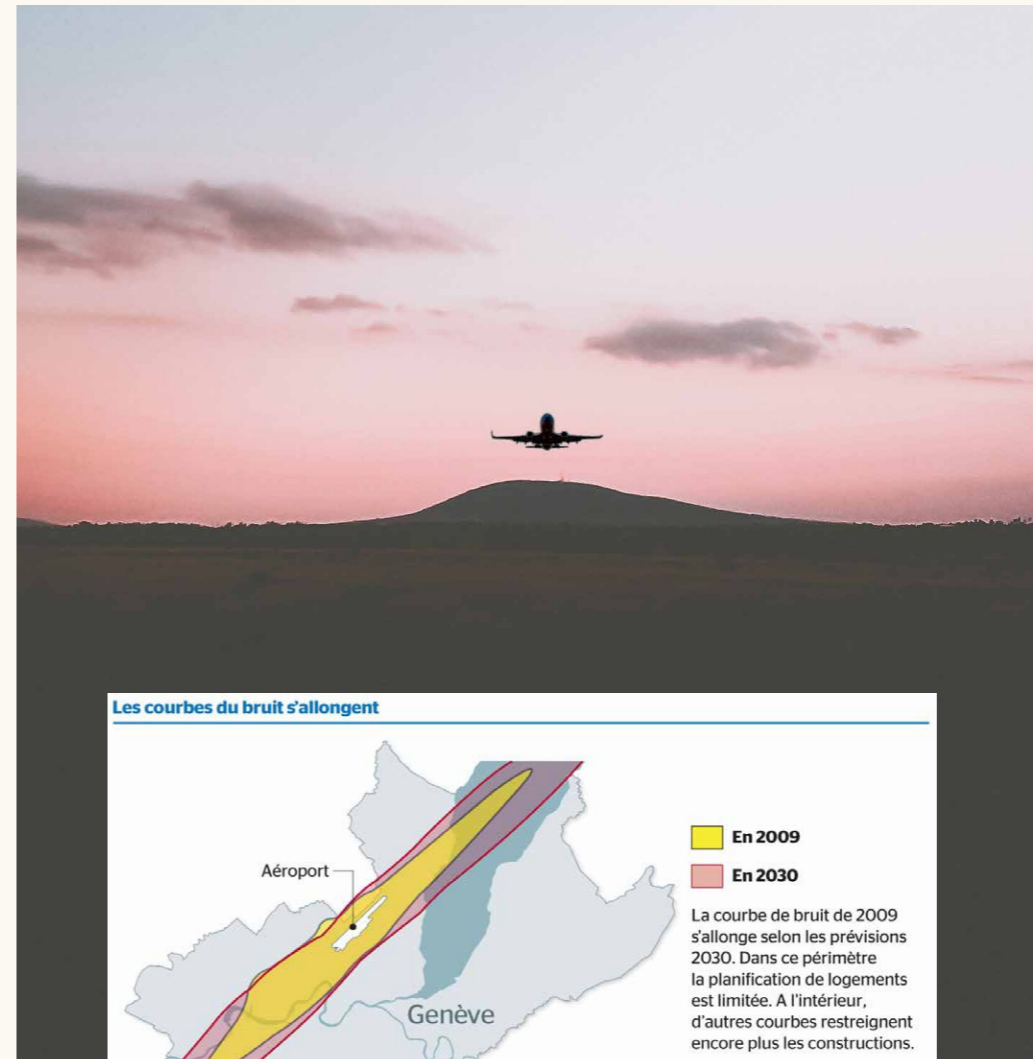 Les courbes du bruit s'allongent
Aéroport
Genève
En 2009
En 2030
La courbe de bruit de 2009
s'allonge selon les prévisions
2030. Dans ce périmètre
la planification de logements
est limitée. A l'intérieur,
d'autres courbes restreignent
encore plus les constructions.